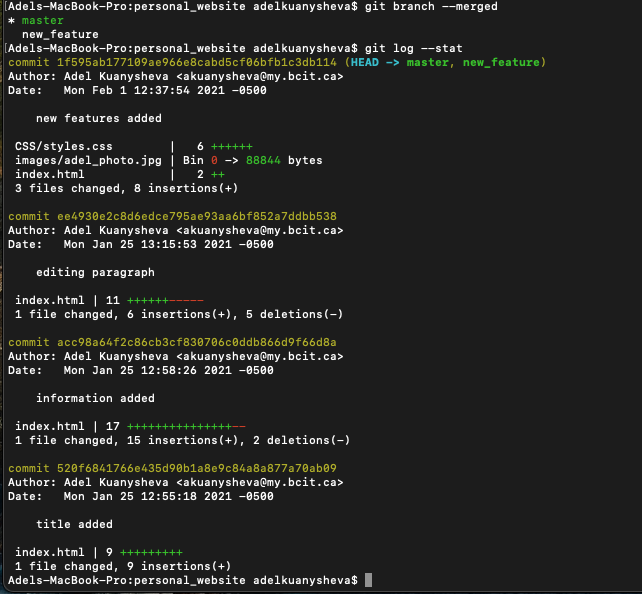 [Adels-MacBook-Pro:personal_website adelkuanysheva$ git branch --merged
* master
  new_feature
[Adels-MacBook-Pro:personal_website adelkuanysheva$ git log --stat
commit 1f595ab177109ae966e8cabd5cf06bfb1c3db114 (HEAD -> master, new_feature)
Author: Adel Kuanysheva <akuanysheva@my.bcit.ca>
Date:   Mon Feb 1 12:37:54 2021 -0500

    new features added

 CSS/styles.css        |   6 ++++++
 images/adel_photo.jpg | Bin 0 -> 88844 bytes
 index.html            |   2 ++
 3 files changed, 8 insertions(+)

commit ee4930e2c8d6edce795ae93aa6bf852a7ddbb538
Author: Adel Kuanysheva <akuanysheva@my.bcit.ca>
Date:   Mon Jan 25 13:15:53 2021 -0500

    editing paragraph

 index.html | 11 ++++++-----
 1 file changed, 6 insertions(+), 5 deletions(-)

commit acc98a64f2c86cb3cf830706c0ddb866d9f66d8a
Author: Adel Kuanysheva <akuanysheva@my.bcit.ca>
Date:   Mon Jan 25 12:58:26 2021 -0500

    information added

 index.html | 17 +++++++++++++++--
 1 file changed, 15 insertions(+), 2 deletions(-)

commit 520f6841766e435d90b1a8e9c84a8a877a70ab09
Author: Adel Kuanysheva <akuanysheva@my.bcit.ca>
Date:   Mon Jan 25 12:55:18 2021 -0500

    title added

 index.html | 9 +++++++++
 1 file changed, 9 insertions(+)
Adels-MacBook-Pro:personal_website adelkuanysheva$